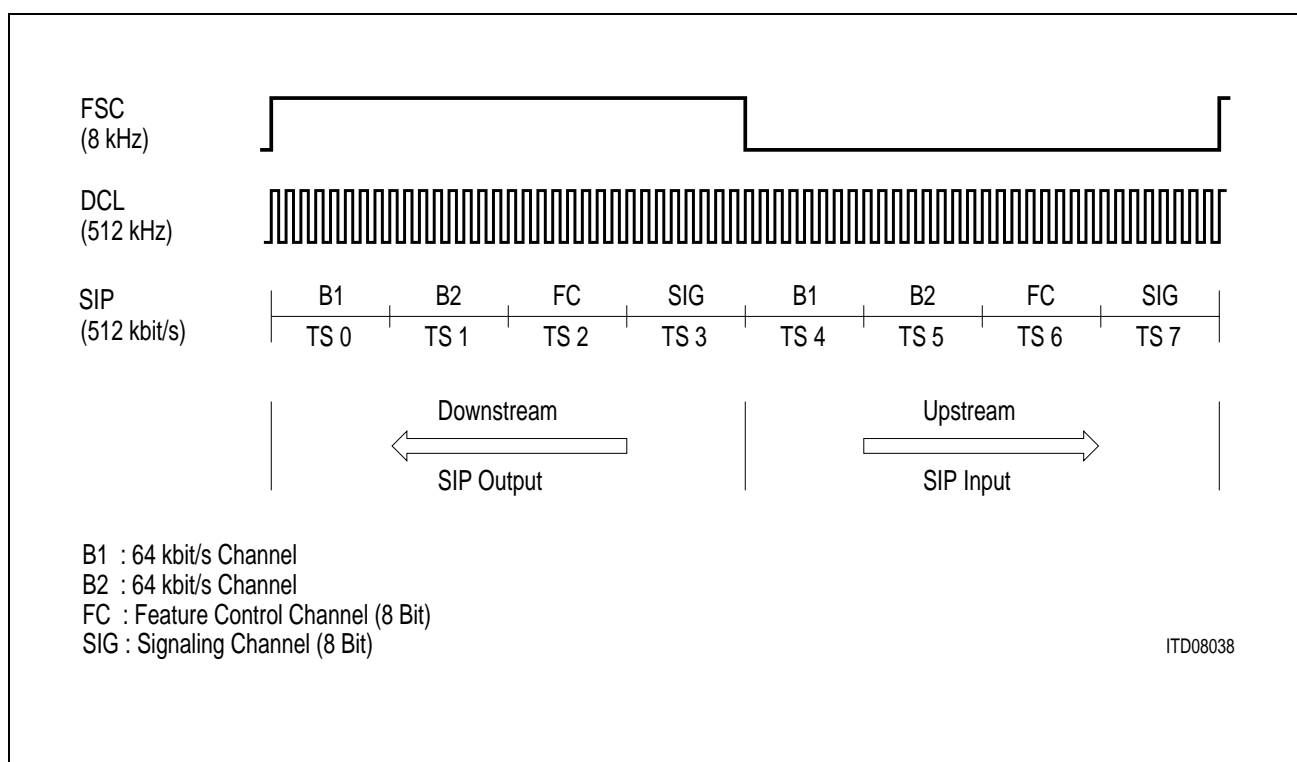 FSC
(8 kHz)
DCL
(512 kHz)
SIP
(512 kbit/s)
B1 B2 FC SIG B1 B2 FC SIG
TS 0 TS 1 TS 2 TS 3 TS 4 TS 5 TS 6 TS 7
Downstream Upstream
SIP Output SIP Input
B1 : 64 kbit/s Channel
B2 : 64 kbit/s Channel
FC : Feature Control Channel (8 Bit)
SIG : Signaling Channel (8 Bit)
ITD08038